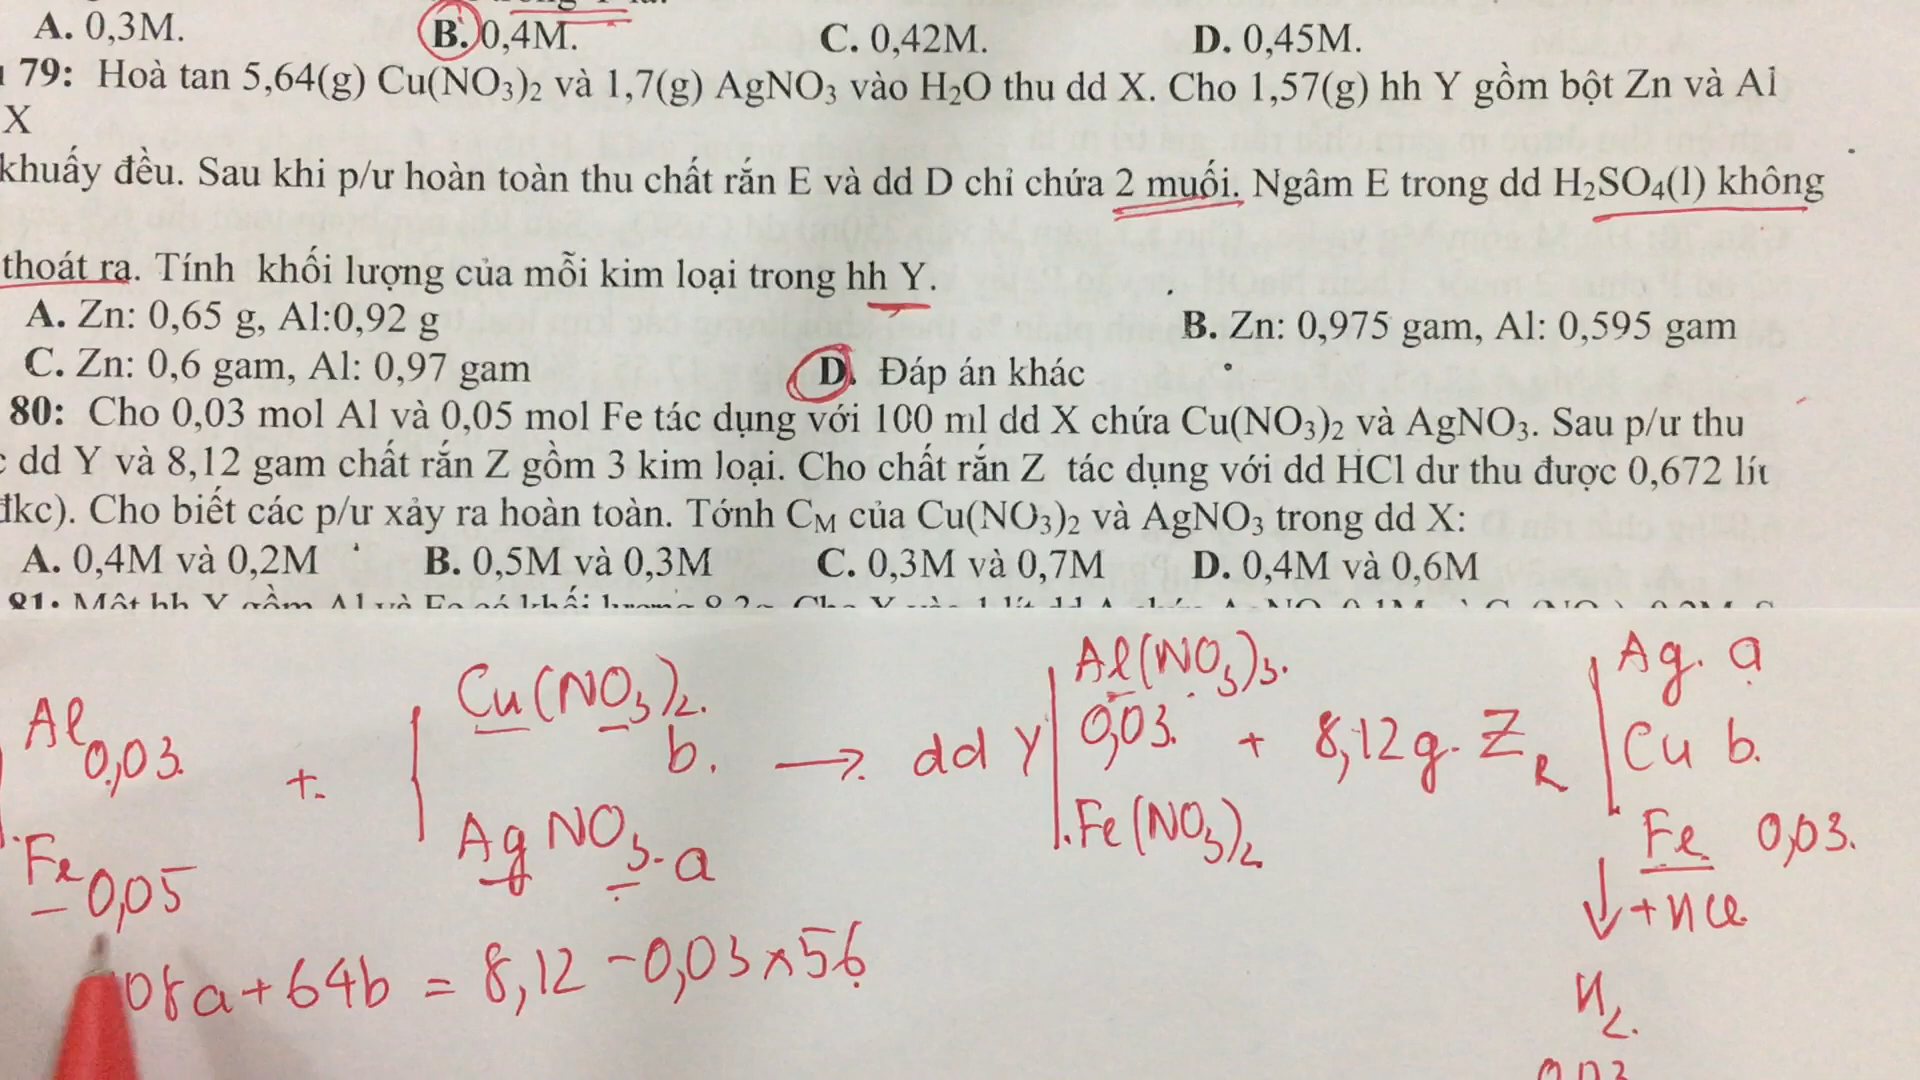 A. 0,3M. B. 0,4M. C. 0,42M. D. 0,45M.
79: Hoà tan 5,64(g) Cu(NO3)2 và 1,7(g) AgNO3 vào H2O thu dd X. Cho 1,57(g) hh Y gồm bột Zn và Al
X
khuấy đều. Sau khi p/ư hoàn toàn thu chất rắn E và dd D chỉ chứa 2 muối. Ngâm E trong dd H2SO4(l) không
thoát ra. Tính khối lượng của mỗi kim loại trong hh Y.
A. Zn: 0,65 g, Al:0,92 g B. Zn: 0,975 gam, Al: 0,595 gam
C. Zn: 0,6 gam, Al: 0,97 gam D. Đáp án khác
80: Cho 0,03 mol Al và 0,05 mol Fe tác dụng với 100 ml dd X chứa Cu(NO3)2 và AgNO3. Sau p/ư thu
dd Y và 8,12 gam chất rắn Z gồm 3 kim loại. Cho chất rắn Z tác dụng với dd HCl dư thu được 0,672 lít
đkc). Cho biết các p/ư xảy ra hoàn toàn. Tớnh CM của Cu(NO3)2 và AgNO3 trong dd X:
A. 0,4M và 0,2M B. 0,5M và 0,3M C. 0,3M và 0,7M D. 0,4M và 0,6M
Al 0,03. + Cu(NO3)2. b. → dd Y Al(NO3)3. 0,03. + 8,12g. Z R Ag. a
Cu b.
Fe 0,05 AgNO3. a Fe(NO3)2 Fe 0,03.
↓ + HCl
08a + 64b = 8,12 - 0,03 x 56
H2.